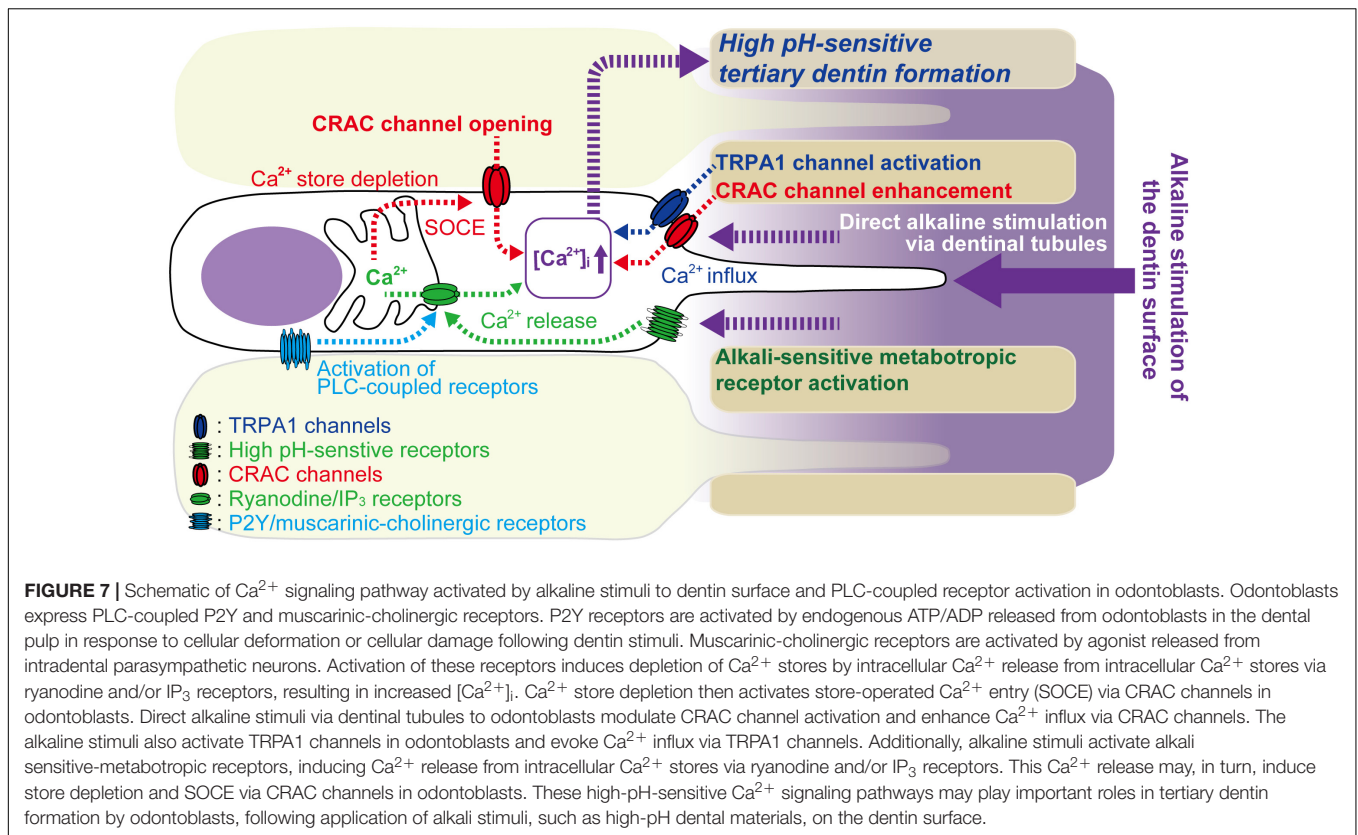 High pH-sensitive
tertiary dentin formation
CRAC channel opening
Ca²⁺ store depletion
SOCE
TRPA1 channel activation
CRAC channel enhancement
Direct alkaline stimulation
via dentinal tubules
[Ca²⁺]ᵢ
Ca²⁺
Ca²⁺ influx
Ca²⁺ release
Activation of
PLC-coupled receptors
Alkali-sensitive metabotropic
receptor activation
Alkaline stimulation of
the dentin surface
: TRPA1 channels
: High pH-senstive receptors
: CRAC channels
: Ryanodine/IP₃ receptors
: P2Y/muscarinic-cholinergic receptors
FIGURE 7 | Schematic of Ca²⁺ signaling pathway activated by alkaline stimuli to dentin surface and PLC-coupled receptor activation in odontoblasts. Odontoblasts
express PLC-coupled P2Y and muscarinic-cholinergic receptors. P2Y receptors are activated by endogenous ATP/ADP released from odontoblasts in the dental
pulp in response to cellular deformation or cellular damage following dentin stimuli. Muscarinic-cholinergic receptors are activated by agonist released from
intradental parasympathetic neurons. Activation of these receptors induces depletion of Ca²⁺ stores by intracellular Ca²⁺ release from intracellular Ca²⁺ stores via
ryanodine and/or IP₃ receptors, resulting in increased [Ca²⁺]ᵢ. Ca²⁺ store depletion then activates store-operated Ca²⁺ entry (SOCE) via CRAC channels in
odontoblasts. Direct alkaline stimuli via dentinal tubules to odontoblasts modulate CRAC channel activation and enhance Ca²⁺ influx via CRAC channels. The
alkaline stimuli also activate TRPA1 channels in odontoblasts and evoke Ca²⁺ influx via TRPA1 channels. Additionally, alkaline stimuli activate alkali
sensitive-metabotropic receptors, inducing Ca²⁺ release from intracellular Ca²⁺ stores via ryanodine and/or IP₃ receptors. This Ca²⁺ release may, in turn, induce
store depletion and SOCE via CRAC channels in odontoblasts. These high-pH-sensitive Ca²⁺ signaling pathways may play important roles in tertiary dentin
formation by odontoblasts, following application of alkali stimuli, such as high-pH dental materials, on the dentin surface.